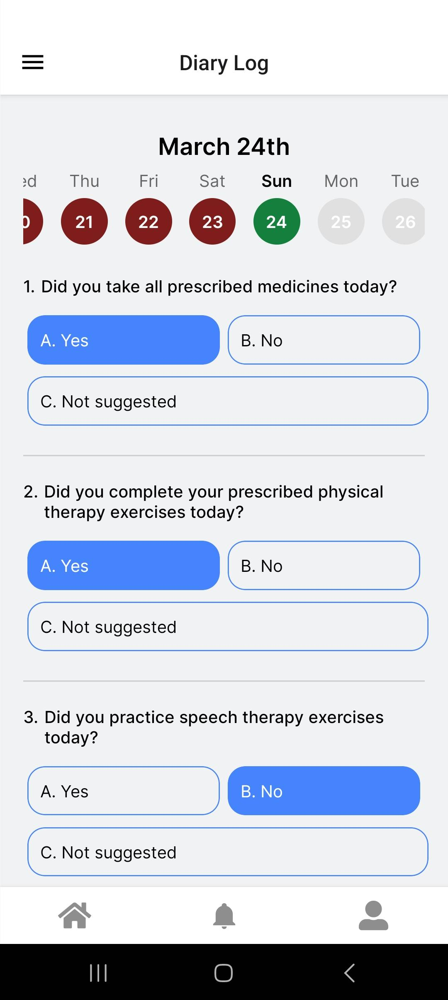 Diary Log
March 24th
ed Thu Fri Sat Sun Mon Tue
0 21 22 23 24 25 26
1. Did you take all prescribed medicines today?
A. Yes B. No
C. Not suggested
2. Did you complete your prescribed physical
therapy exercises today?
A. Yes B. No
C. Not suggested
3. Did you practice speech therapy exercises
today?
A. Yes B. No
C. Not suggested